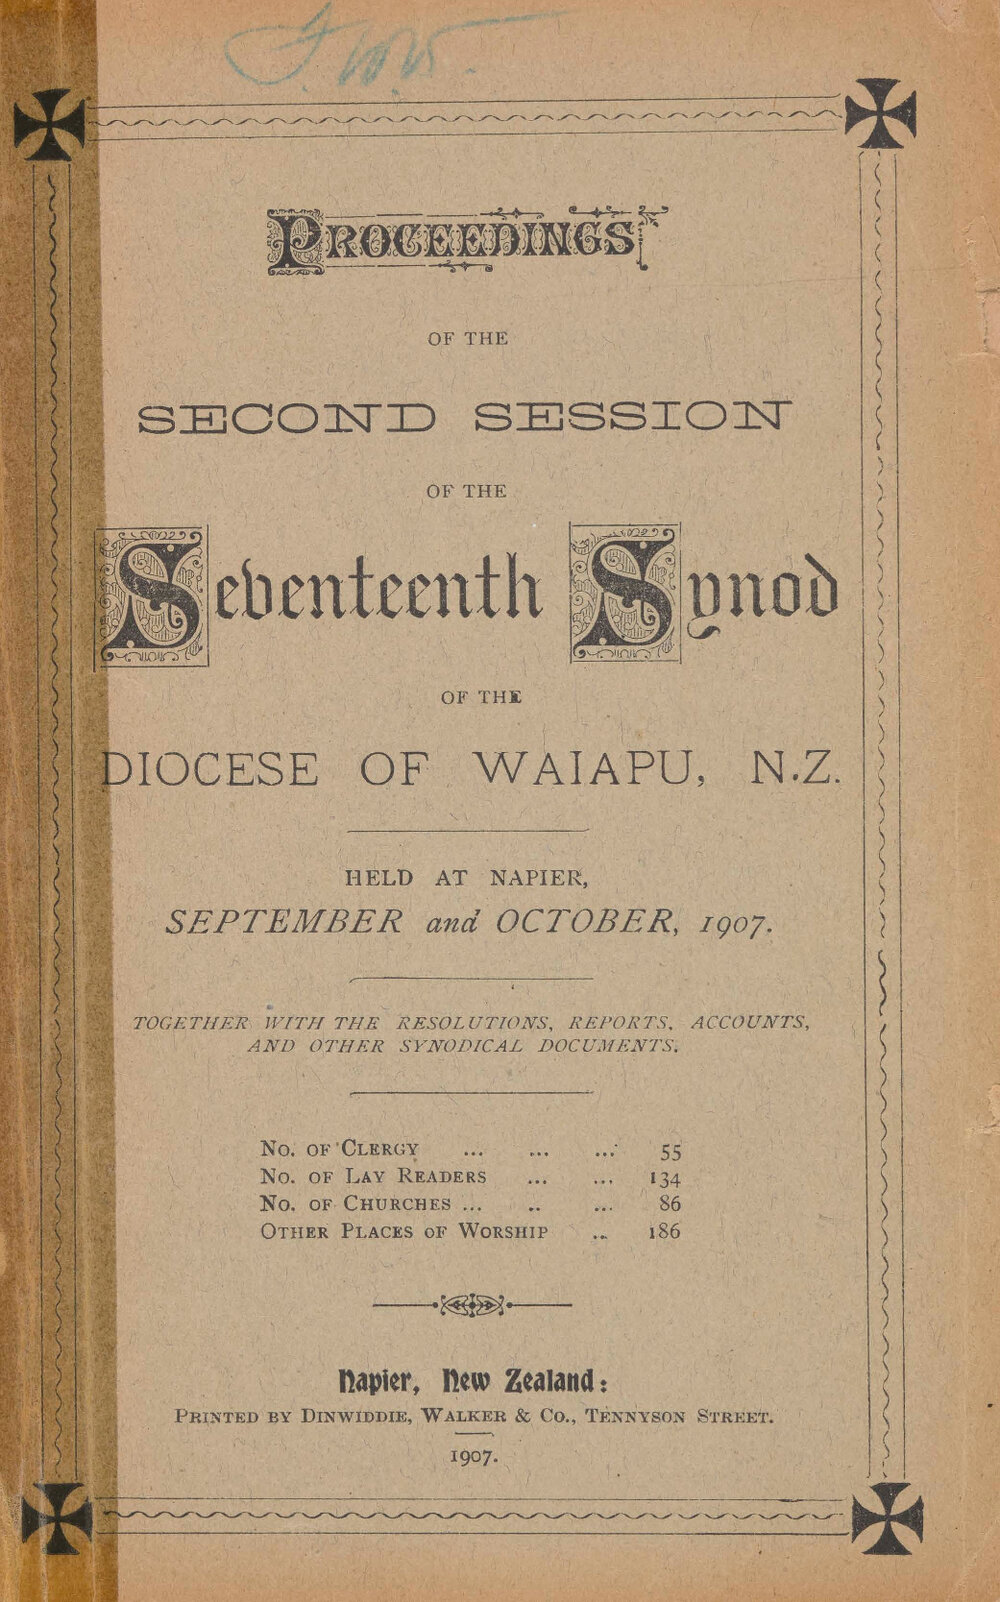 PROCEEDINGS
OF THE
SECOND SESSION
OF THE
Seventeenth Synod
OF THE
DIOCESE OF WAIAPU, N.Z.
HELD AT NAPIER,
SEPTEMBER and OCTOBER, 1907.
TOGETHER WITH THE RESOLUTIONS, REPORTS, ACCOUNTS,
AND OTHER SYNODICAL DOCUMENTS.
NO. OF CLERGY ... ... ... 55
NO. OF LAY READERS ... ... 134
NO. OF CHURCHES ... .. ... 86
OTHER PLACES OF WORSHIP ... 186
Napier, New Zealand:
PRINTED BY DINWIDDIE, WALKER & CO., TENNYSON STREET.
1907.